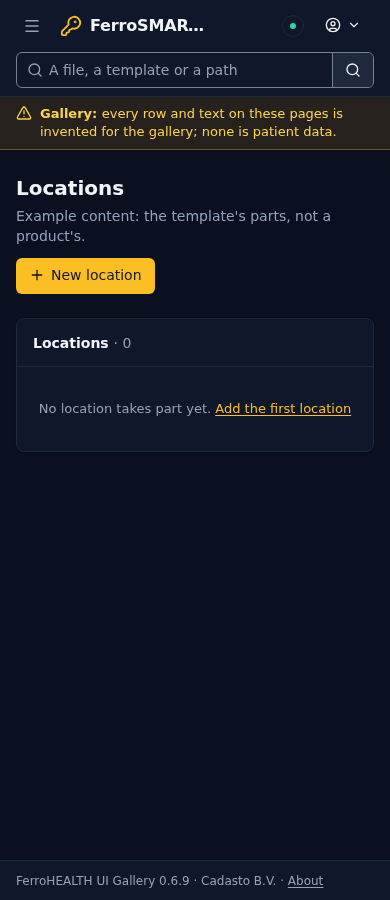 FerroSMAR...
A file, a template or a path
Gallery: every row and text on these pages is
invented for the gallery; none is patient data.
Locations
Example content: the template's parts, not a
product's.
New location
Locations · 0
No location takes part yet. Add the first location
FerroHEALTH UI Gallery 0.6.9 · Cadasto B.V. · About